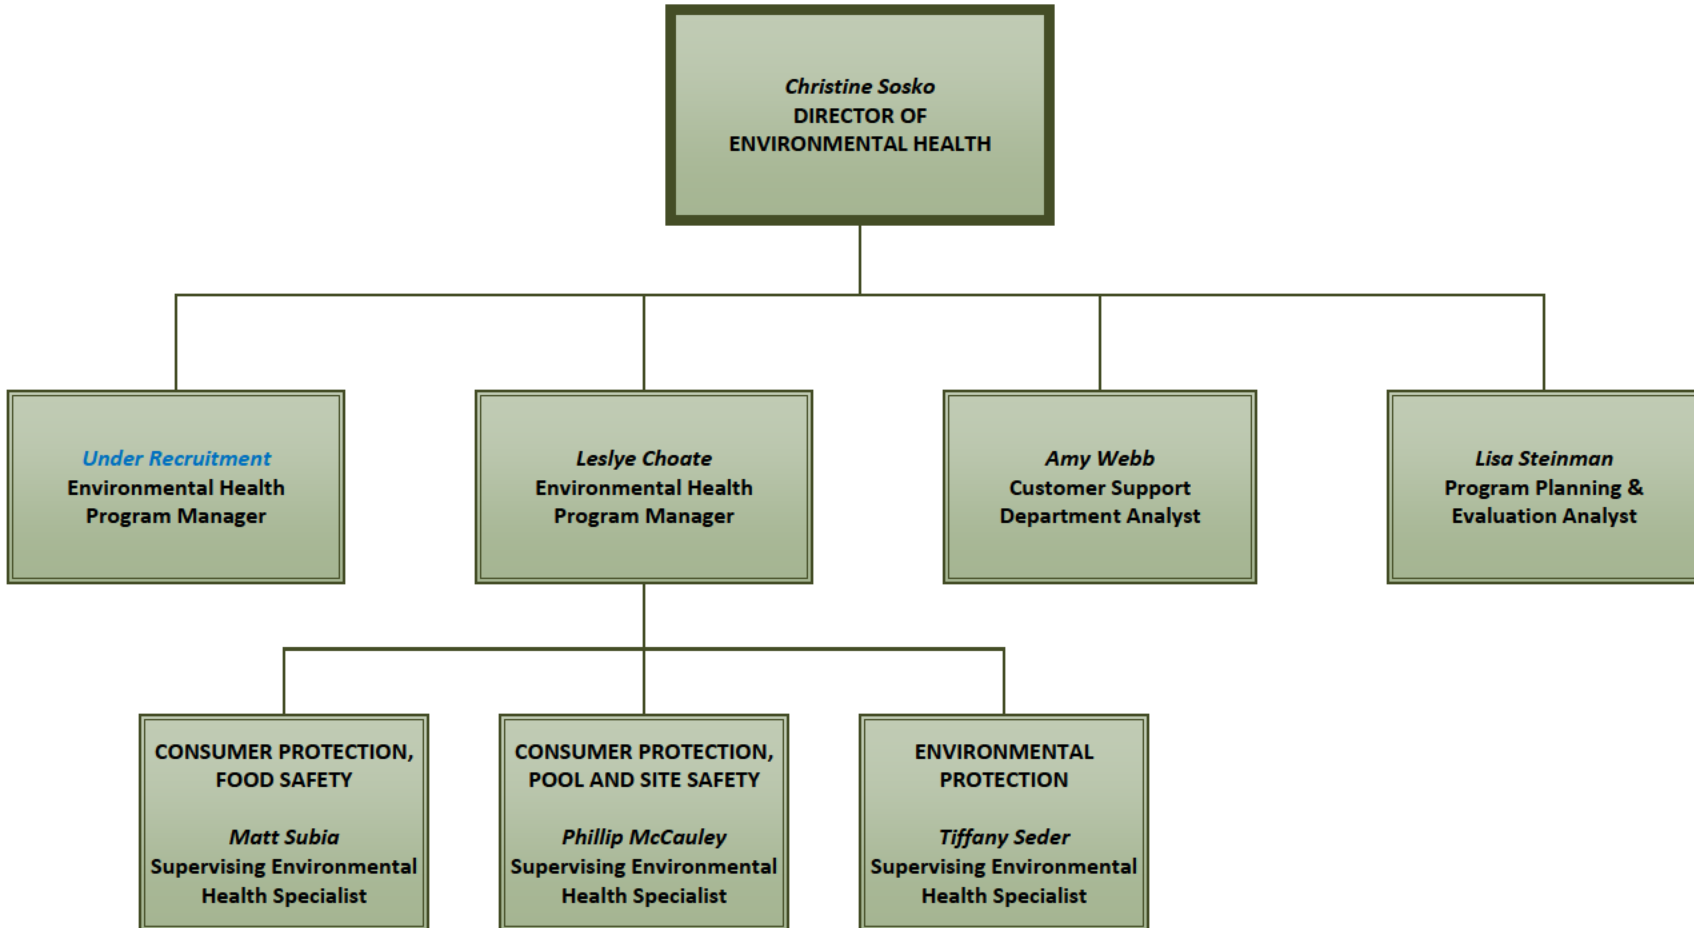 Christine Sosko
DIRECTOR OF
ENVIRONMENTAL HEALTH
Under Recruitment
Environmental Health
Program Manager
Leslye Choate
Environmental Health
Program Manager
Amy Webb
Customer Support
Department Analyst
Lisa Steinman
Program Planning &
Evaluation Analyst
CONSUMER PROTECTION,
FOOD SAFETY
Matt Subia
Supervising Environmental
Health Specialist
CONSUMER PROTECTION,
POOL AND SITE SAFETY
Phillip McCauley
Supervising Environmental
Health Specialist
ENVIRONMENTAL
PROTECTION
Tiffany Seder
Supervising Environmental
Health Specialist